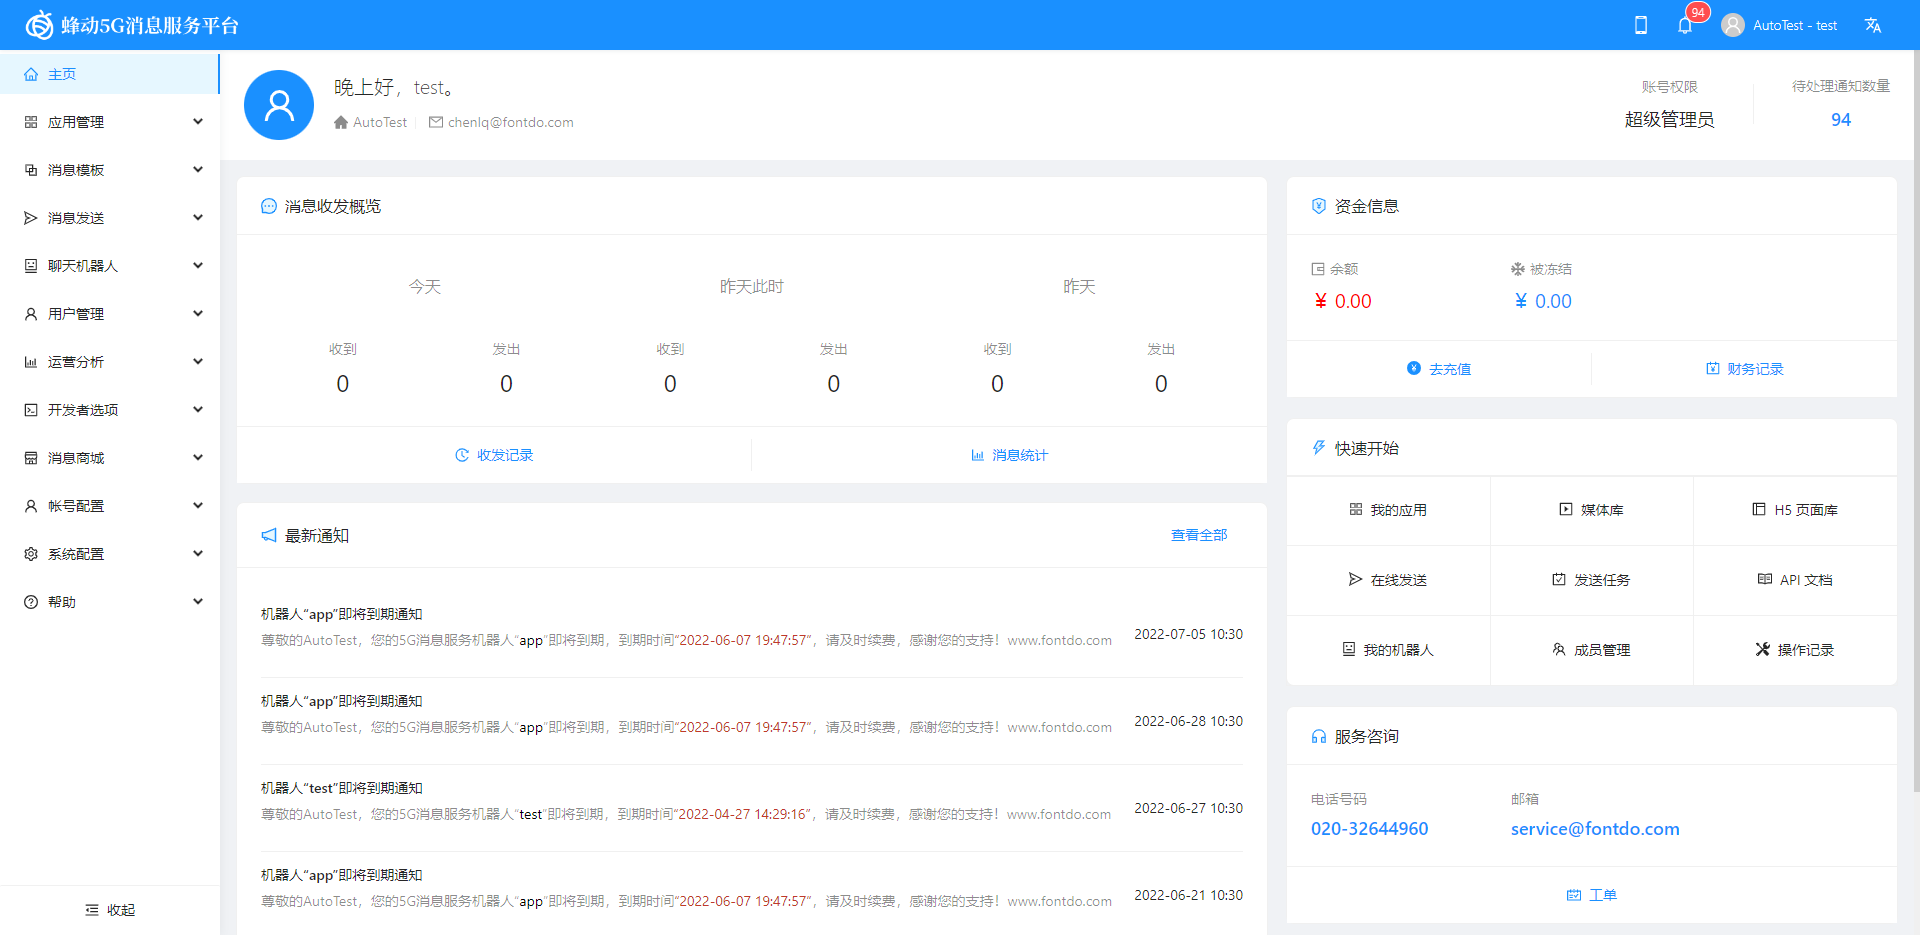 蜂动5G消息服务平台
94
AutoTest - test
主页
应用管理
消息模板
消息发送
聊天机器人
用户管理
运营分析
开发者选项
消息商城
帐号配置
系统配置
帮助
收起
晚上好，test。
AutoTest
chenlq@fontdo.com
账号权限
超级管理员
待处理通知数量
94
消息收发概览
今天 昨天此时 昨天
收到 发出 收到 发出 收到 发出
0 0 0 0 0 0
收发记录 消息统计
最新通知 查看全部
机器人“app”即将到期通知
尊敬的AutoTest，您的5G消息服务机器人“app”即将到期，到期时间“2022-06-07 19:47:57”，请及时续费，感谢您的支持！www.fontdo.com
2022-07-05 10:30
机器人“app”即将到期通知
尊敬的AutoTest，您的5G消息服务机器人“app”即将到期，到期时间“2022-06-07 19:47:57”，请及时续费，感谢您的支持！www.fontdo.com
2022-06-28 10:30
机器人“test”即将到期通知
尊敬的AutoTest，您的5G消息服务机器人“test”即将到期，到期时间“2022-04-27 14:29:16”，请及时续费，感谢您的支持！www.fontdo.com
2022-06-27 10:30
机器人“app”即将到期通知
尊敬的AutoTest，您的5G消息服务机器人“app”即将到期，到期时间“2022-06-07 19:47:57”，请及时续费，感谢您的支持！www.fontdo.com
2022-06-21 10:30
资金信息
余额 被冻结
¥ 0.00 ¥ 0.00
去充值 财务记录
快速开始
我的应用 媒体库 H5 页面库
在线发送 发送任务 API 文档
我的机器人 成员管理 操作记录
服务咨询
电话号码 邮箱
020-32644960 service@fontdo.com
工单